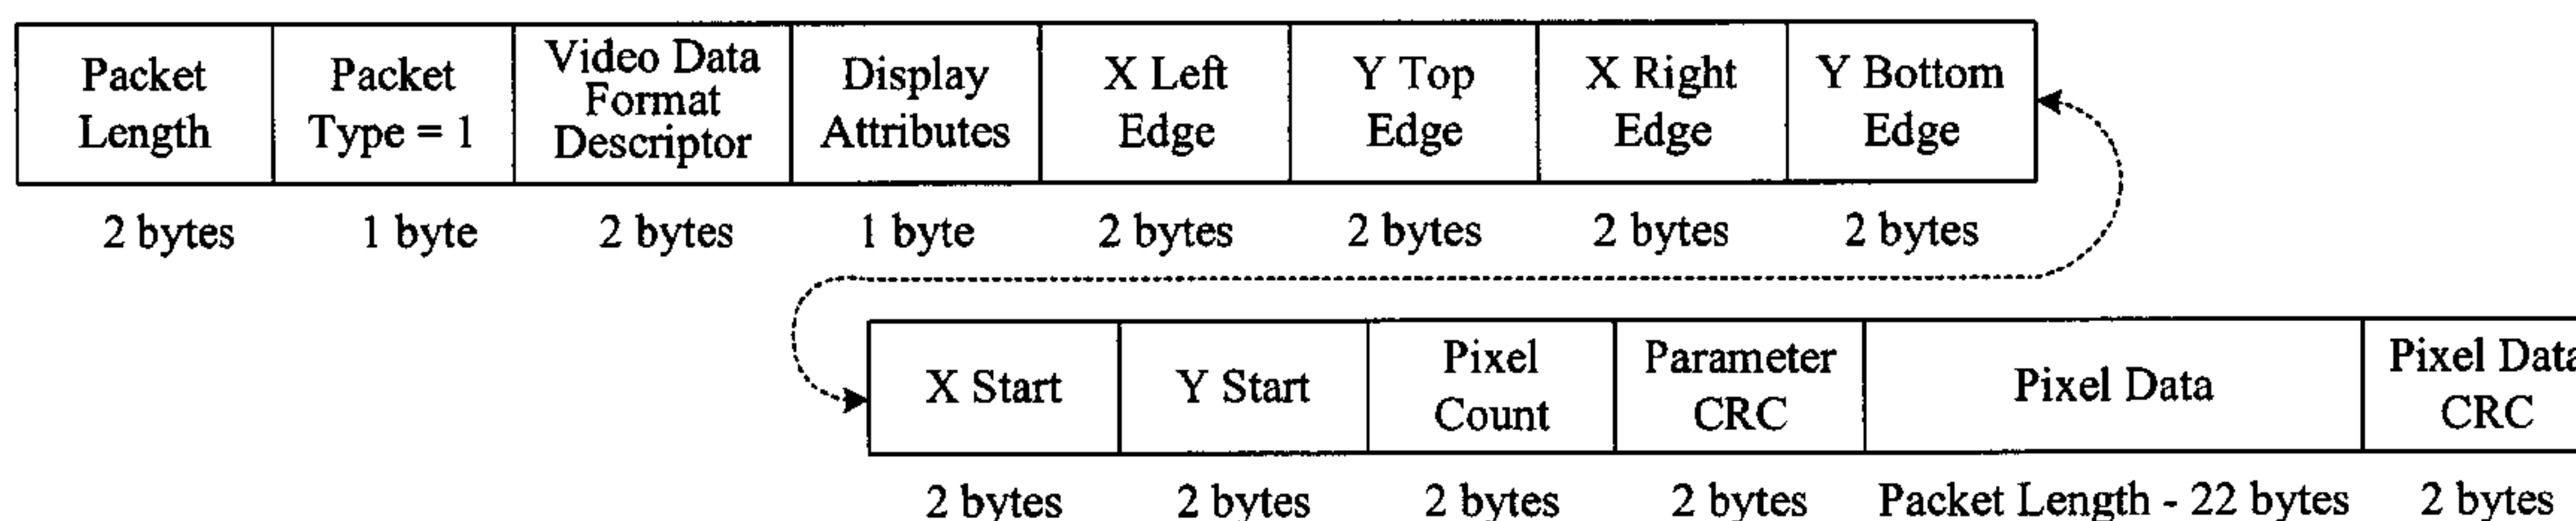 Packet Length
Packet Type = 1
Video Data Format Descriptor
Display Attributes
X Left Edge
Y Top Edge
X Right Edge
Y Bottom Edge
2 bytes 1 byte 2 bytes 1 byte 2 bytes 2 bytes 2 bytes 2 bytes
X Start
Y Start
Pixel Count
Parameter CRC
Pixel Data
Pixel Data CRC
2 bytes 2 bytes 2 bytes 2 bytes Packet Length - 22 bytes 2 bytes